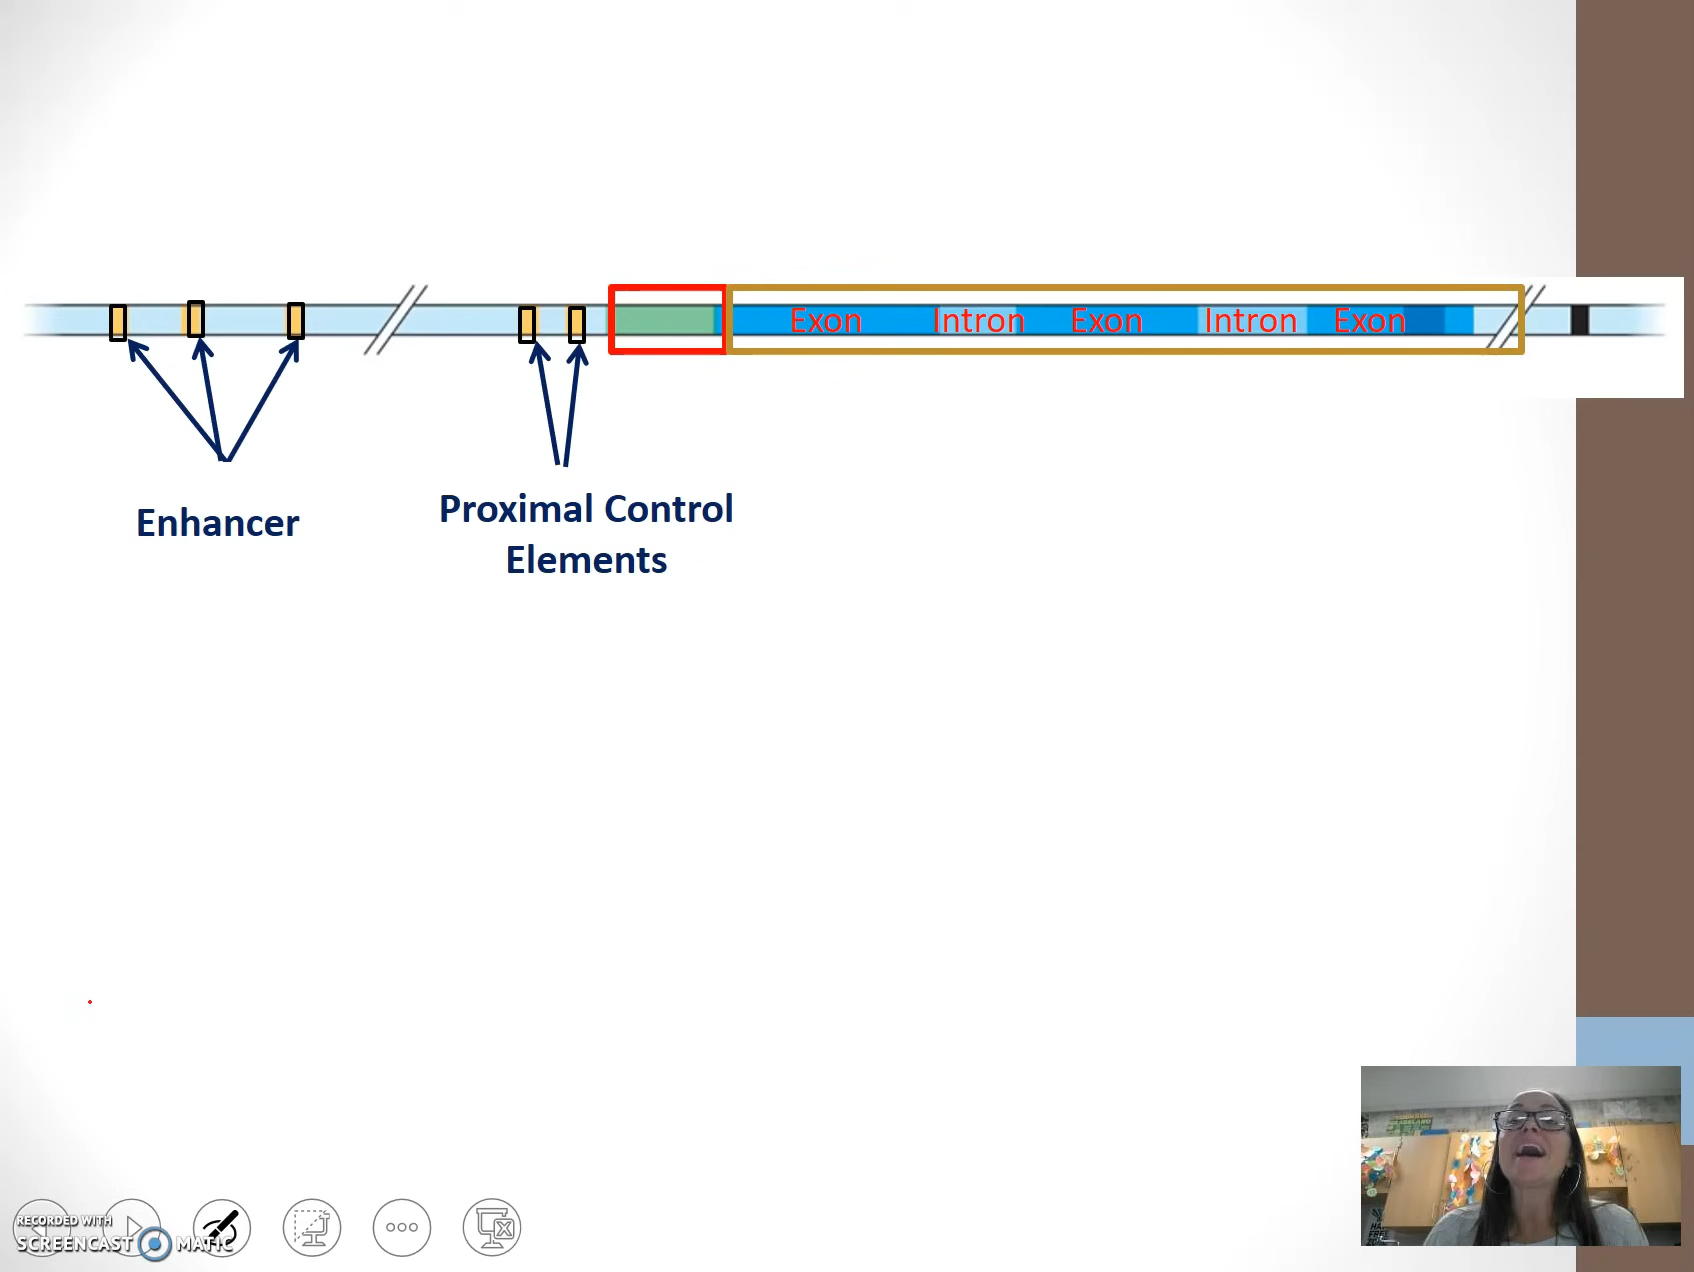 Exon Intron Exon Intron Exon
Enhancer
Proximal Control
Elements
RECORDED WITH
SCREENCAST MATIC